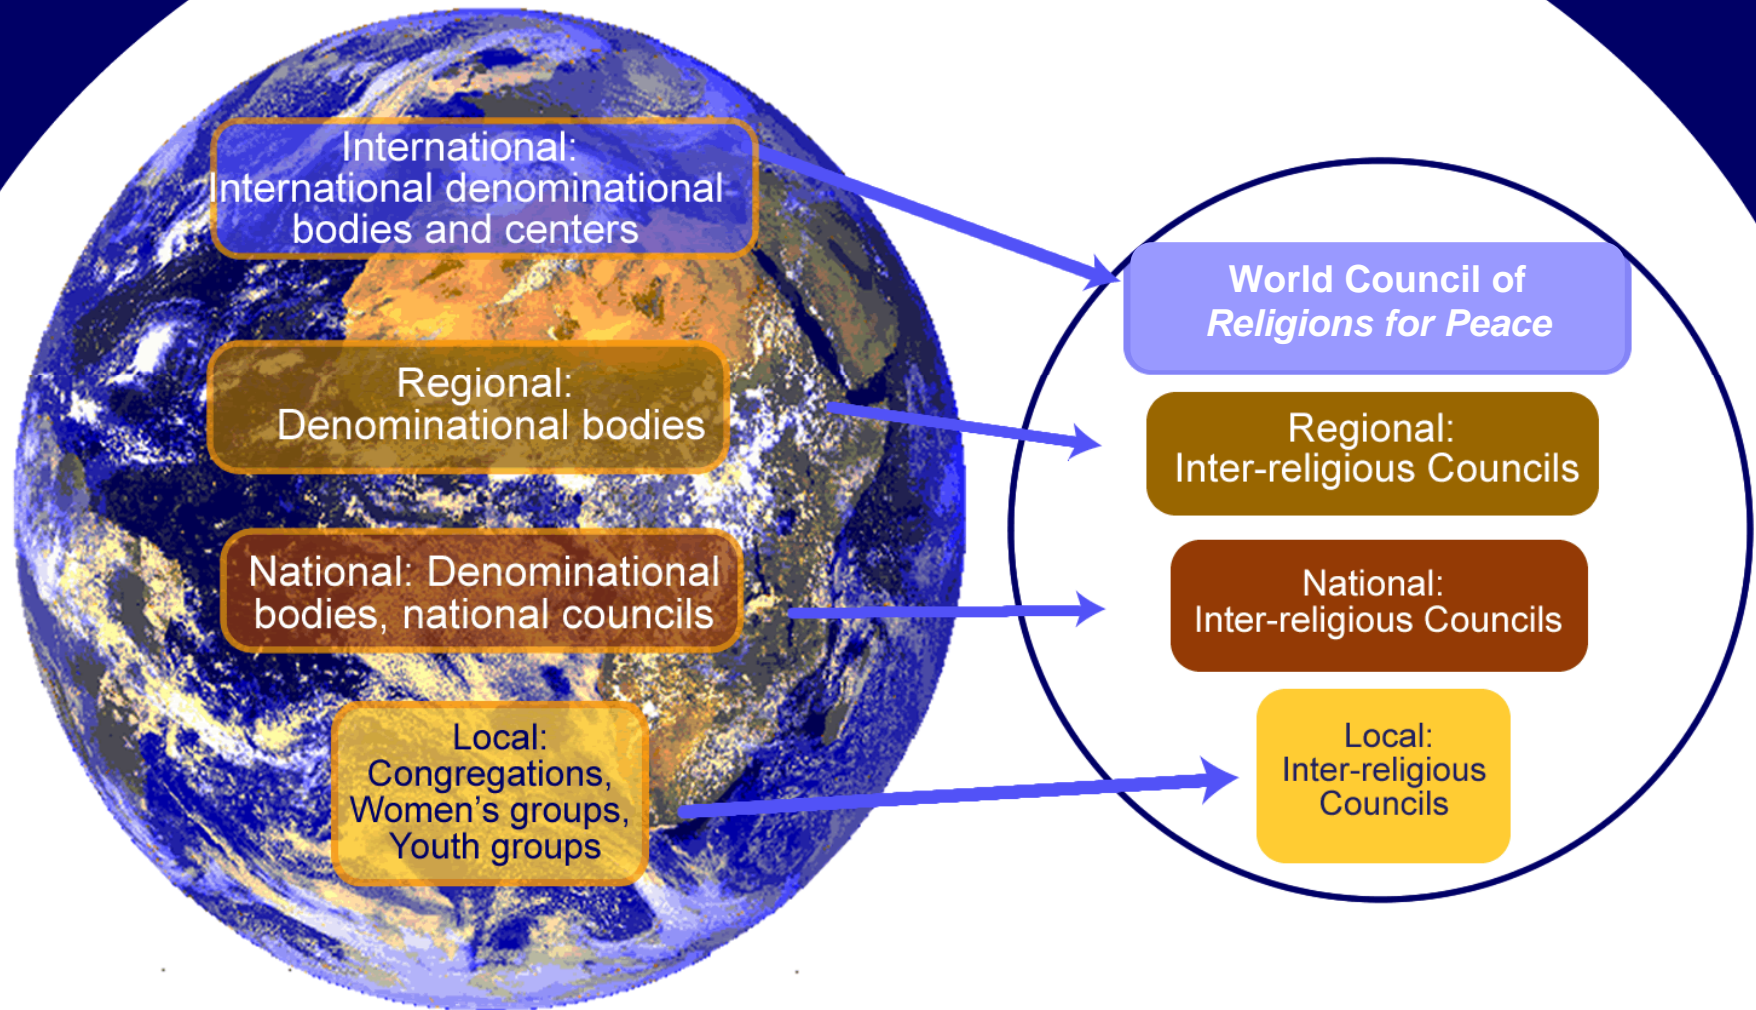 International:
International denominational
bodies and centers
Regional:
Denominational bodies
National: Denominational
bodies, national councils
Local:
Congregations,
Women’s groups,
Youth groups
World Council of
Religions for Peace
Regional:
Inter-religious Councils
National:
Inter-religious Councils
Local:
Inter-religious
Councils